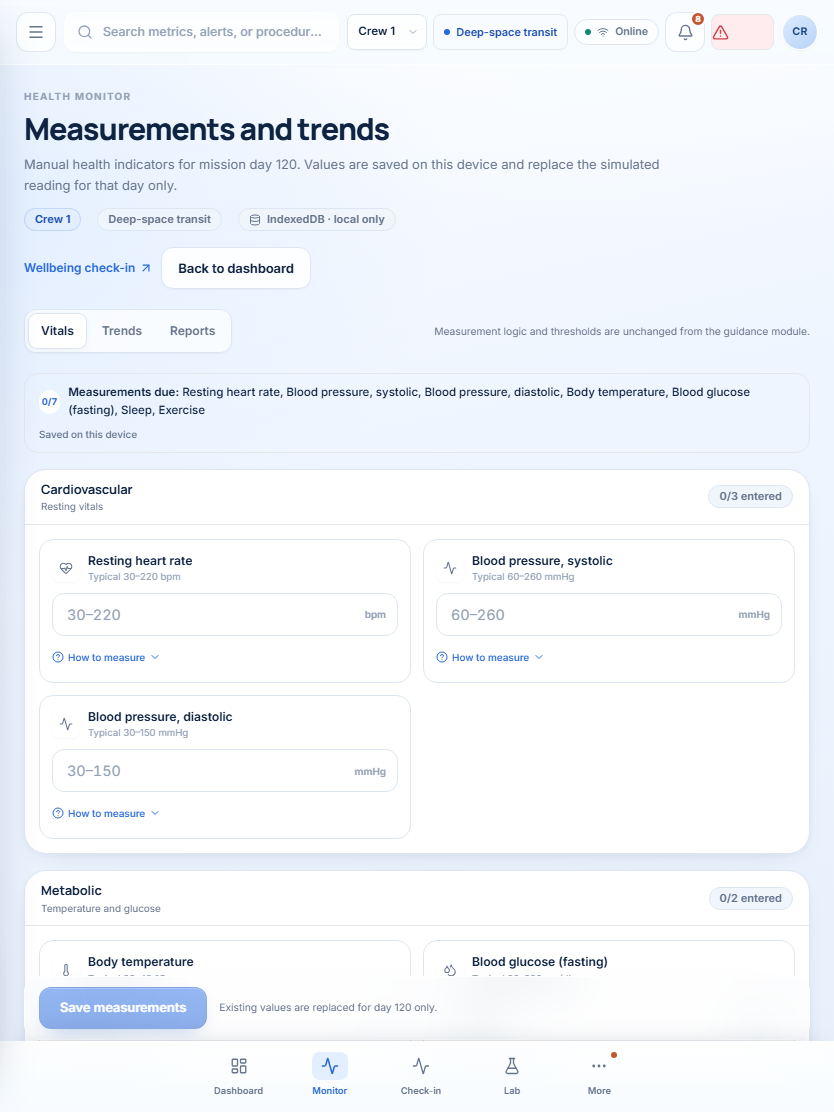 Search metrics, alerts, or procedur...
Crew 1
Deep-space transit
Online
8
CR
HEALTH MONITOR
Measurements and trends
Manual health indicators for mission day 120. Values are saved on this device and replace the simulated
reading for that day only.
Crew 1
Deep-space transit
IndexedDB · local only
Wellbeing check-in
Back to dashboard
Vitals
Trends
Reports
Measurement logic and thresholds are unchanged from the guidance module.
0/7
Measurements due: Resting heart rate, Blood pressure, systolic, Blood pressure, diastolic, Body temperature, Blood glucose
(fasting), Sleep, Exercise
Saved on this device
Cardiovascular
Resting vitals
0/3 entered
Resting heart rate
Typical 30–220 bpm
30–220
bpm
How to measure
Blood pressure, systolic
Typical 60–260 mmHg
60–260
mmHg
How to measure
Blood pressure, diastolic
Typical 30–150 mmHg
30–150
mmHg
How to measure
Metabolic
Temperature and glucose
0/2 entered
Body temperature
Blood glucose (fasting)
Save measurements
Existing values are replaced for day 120 only.
Dashboard
Monitor
Check-in
Lab
More